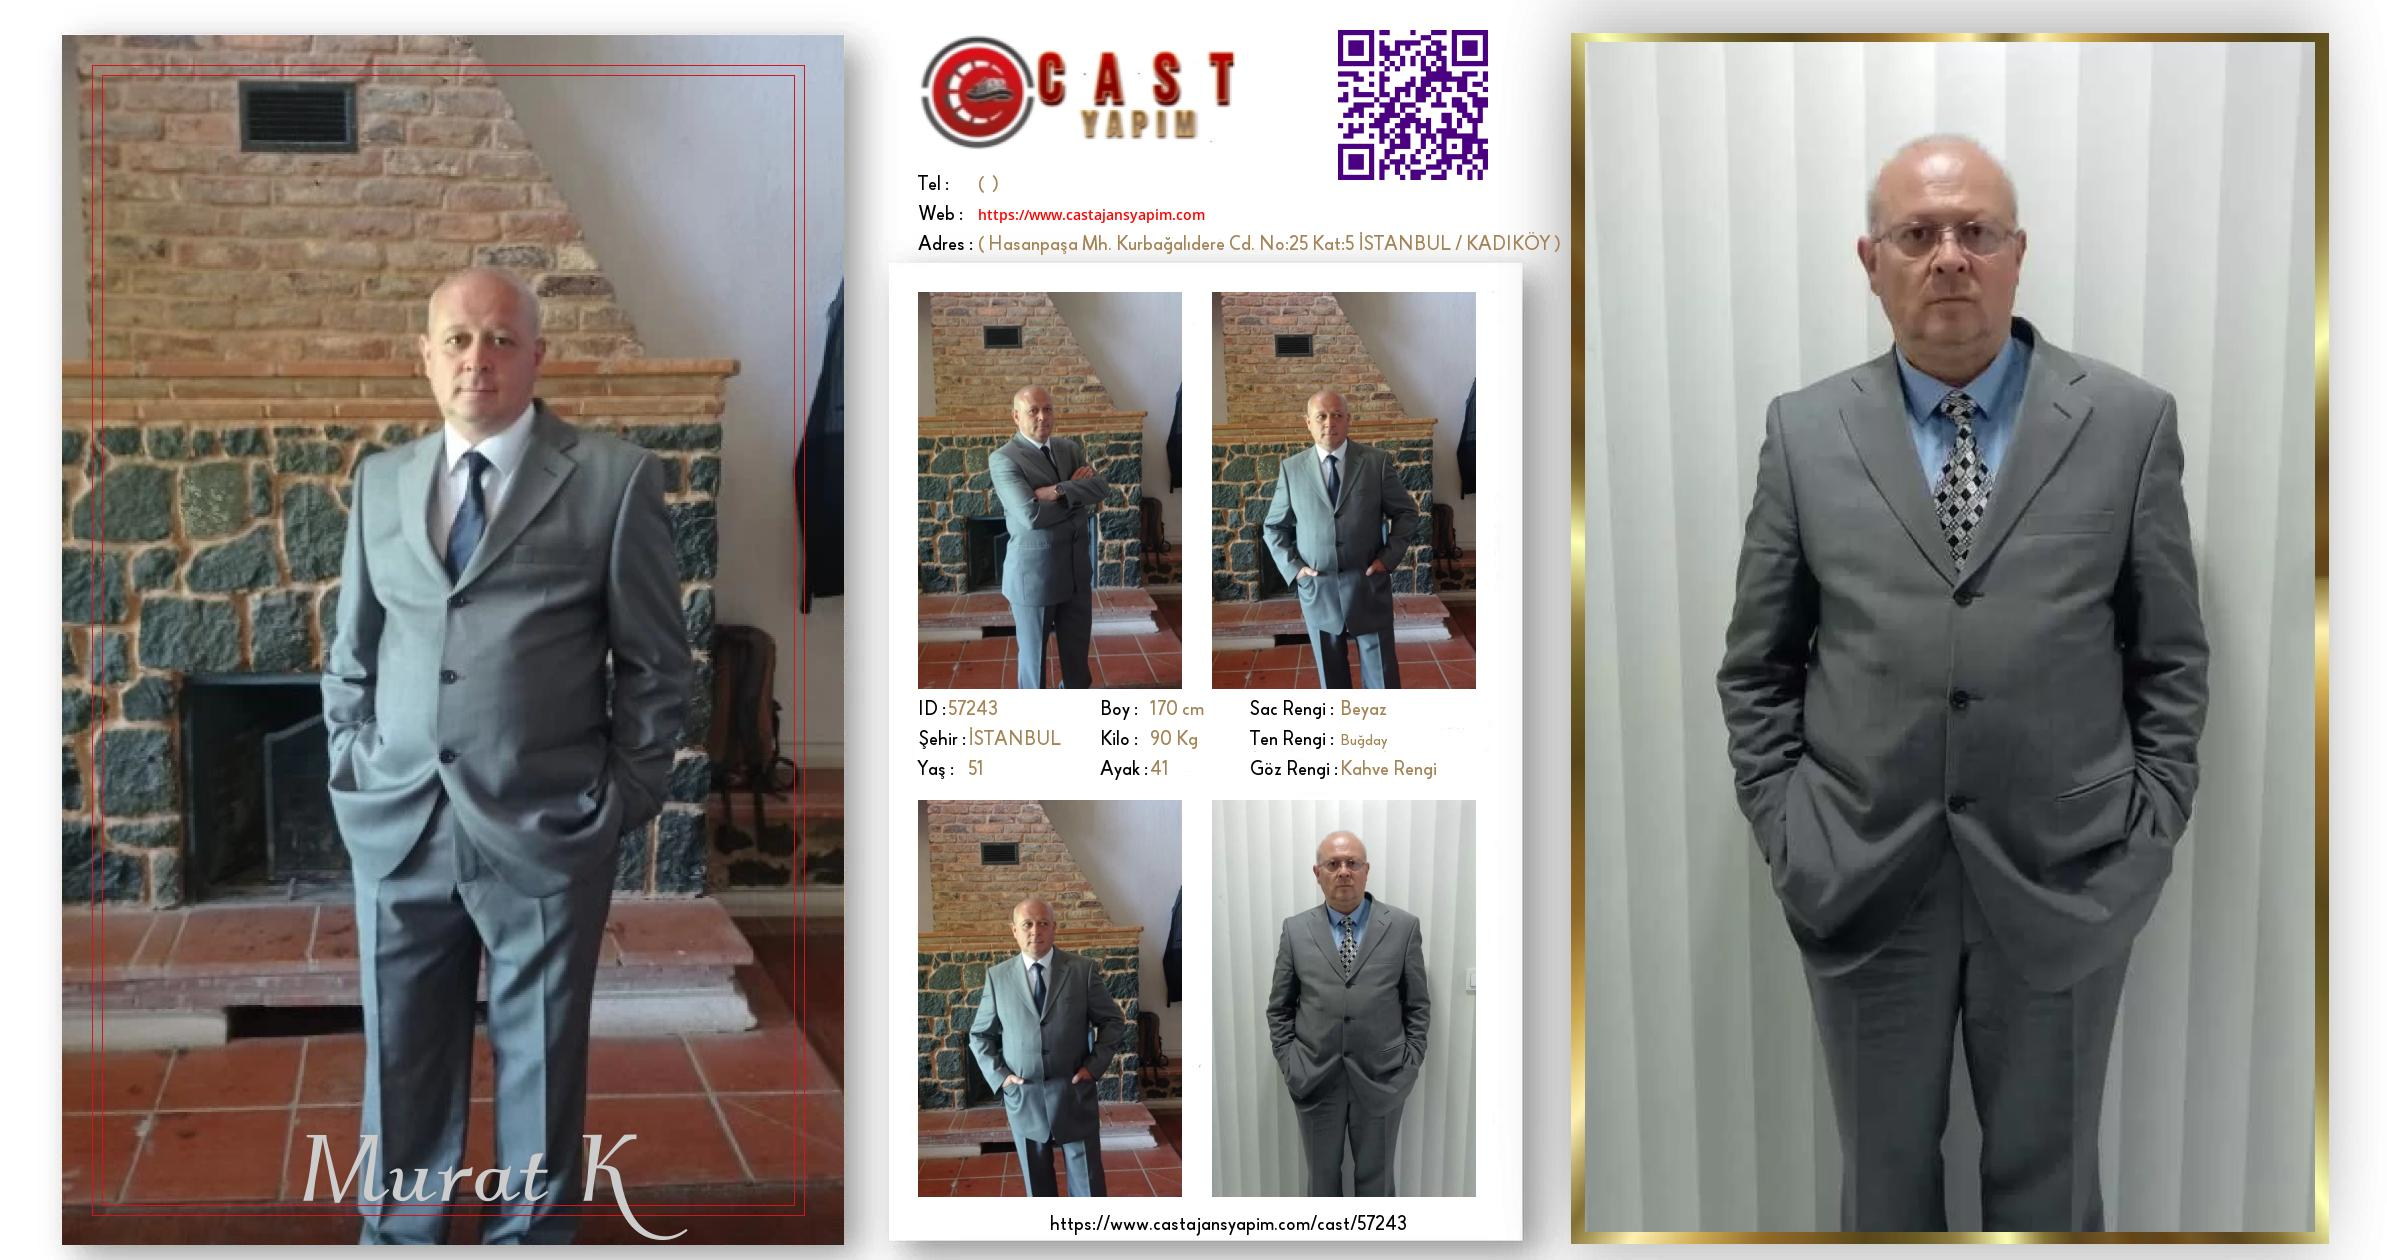 CAST
YAPIM
Tel : ( )
Web : https://www.castajansyapim.com
Adres : ( Hasanpaşa Mh. Kurbağalıdere Cd. No:25 Kat:5 İSTANBUL / KADIKÖY )
ID : 57243 Boy : 170 cm Sac Rengi : Beyaz
Şehir : İSTANBUL Kilo : 90 Kg Ten Rengi : Buğday
Yaş : 51 Ayak : 41 Göz Rengi : Kahve Rengi
Murat K
https://www.castajansyapim.com/cast/57243